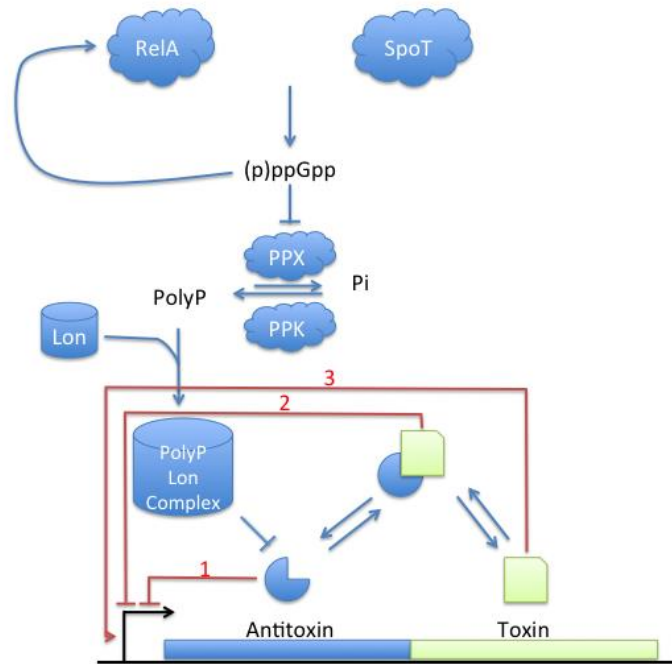 RelA
SpoT
(p)ppGpp
PPX
Pi
PolyP
PPK
Lon
3
2
PolyP
Lon
Complex
1
Antitoxin
Toxin